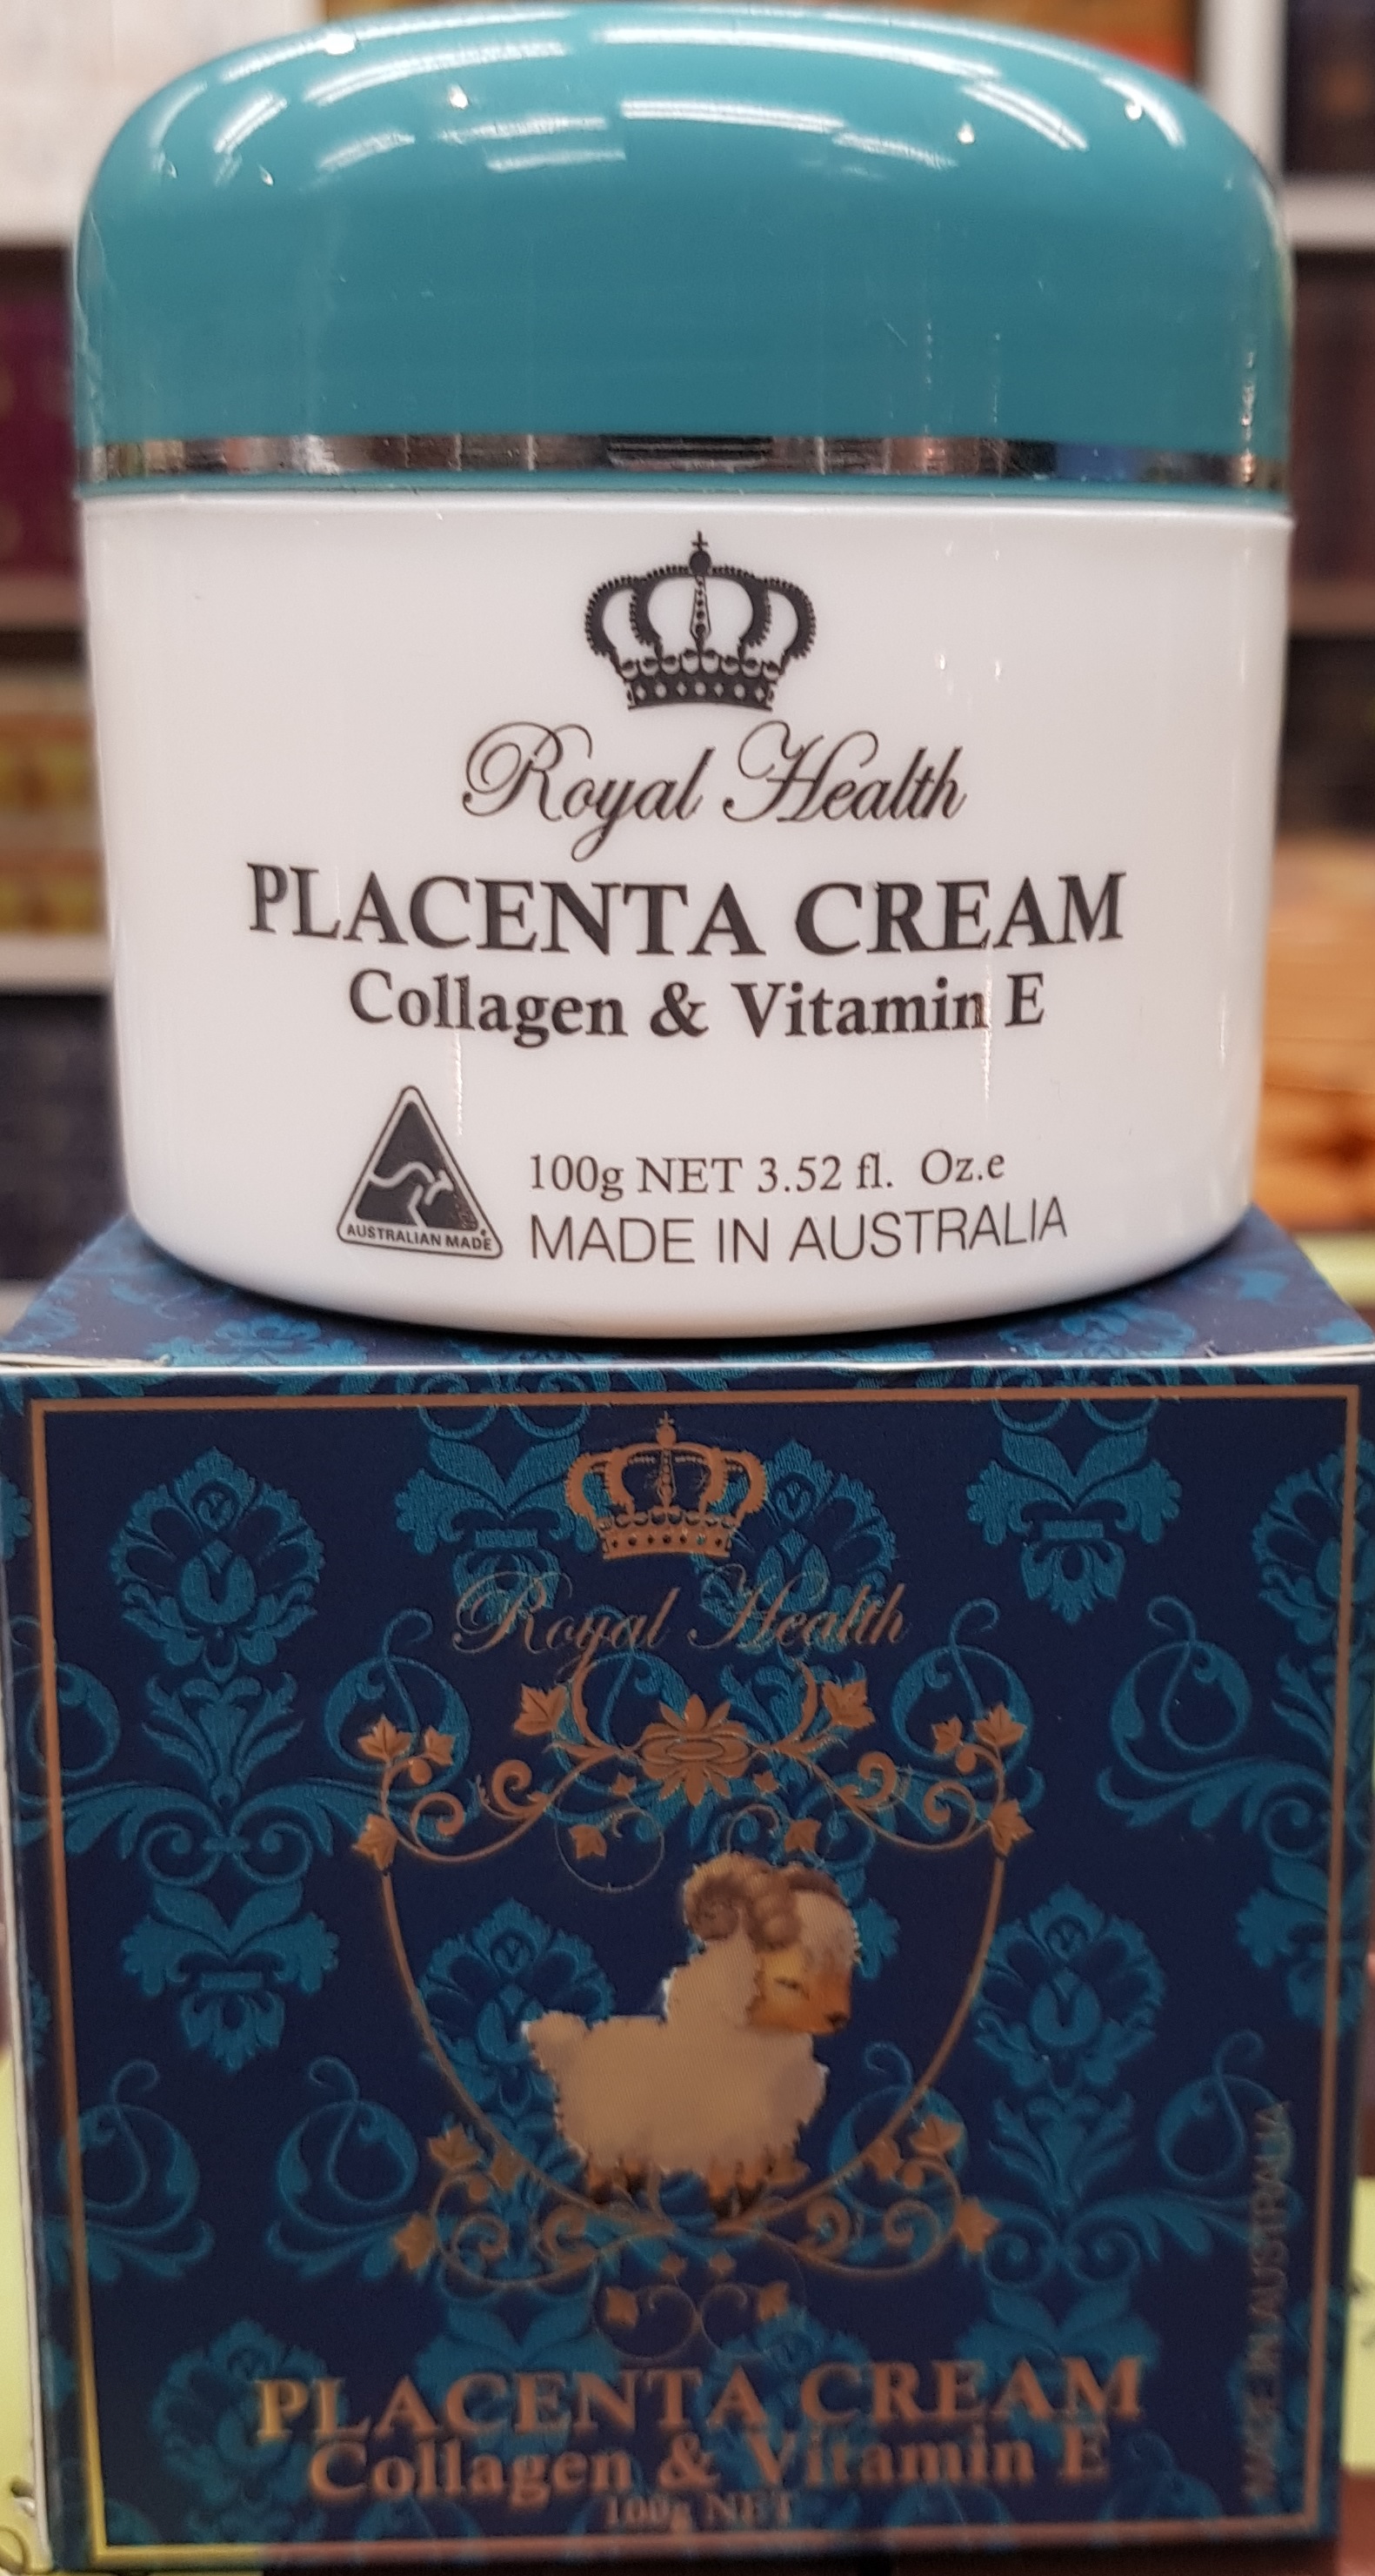 Royal Health
PLACENTA CREAM
Collagen & Vitamin E
AUSTRALIAN MADE
100g NET 3.52 fl. Oz.e
MADE IN AUSTRALIA
Royal Health
PLACENTA CREAM
Collagen & Vitamin E
100g NET
MADE IN AUSTRALIA